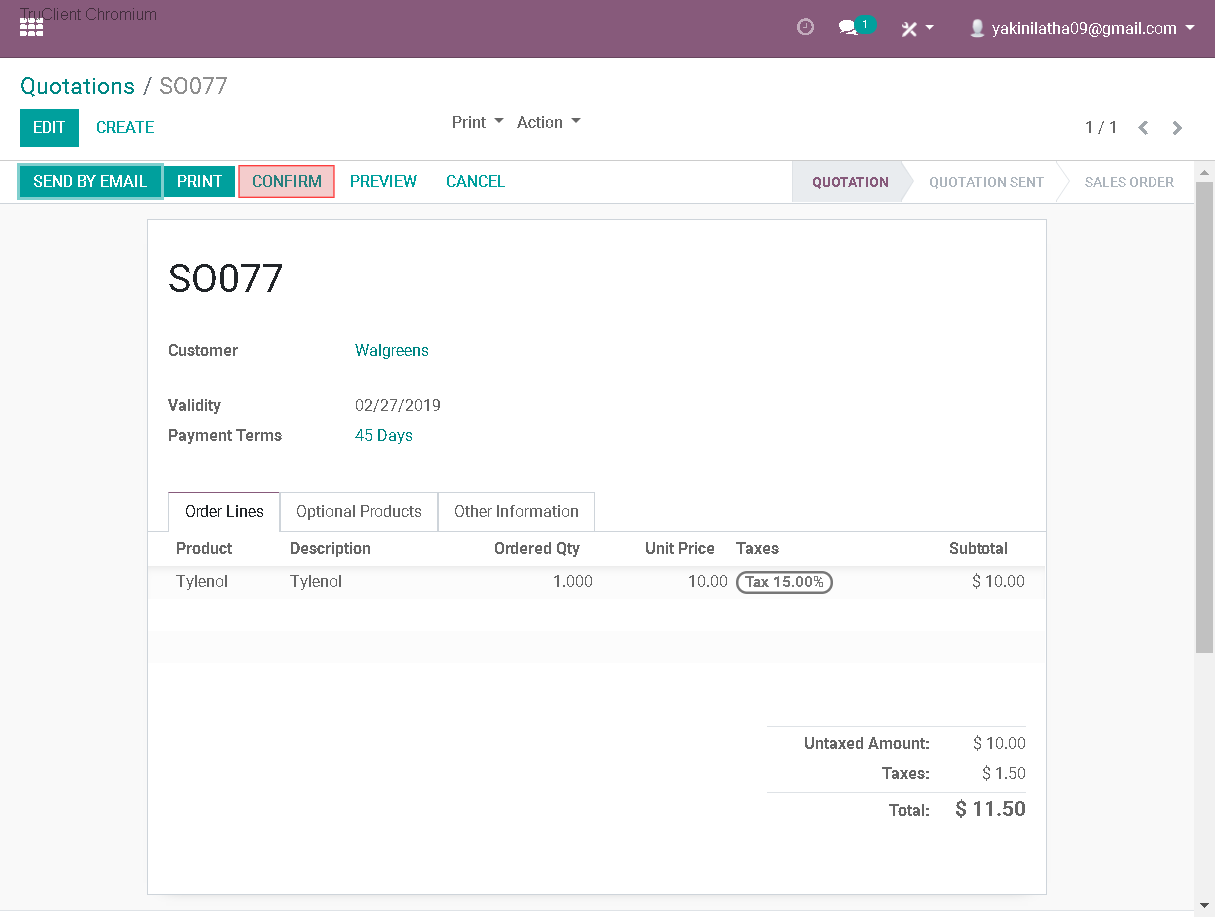 TruClient Chromium
1
yakinilatha09@gmail.com
Quotations / SO077
EDIT CREATE Print Action 1 / 1
SEND BY EMAIL PRINT CONFIRM PREVIEW CANCEL QUOTATION QUOTATION SENT SALES ORDER
SO077
Customer Walgreens
Validity 02/27/2019
Payment Terms 45 Days
Order Lines Optional Products Other Information
Product Description Ordered Qty Unit Price Taxes Subtotal
Tylenol Tylenol 1.000 10.00 Tax 15.00% $ 10.00
Untaxed Amount: $ 10.00
Taxes: $ 1.50
Total: $ 11.50